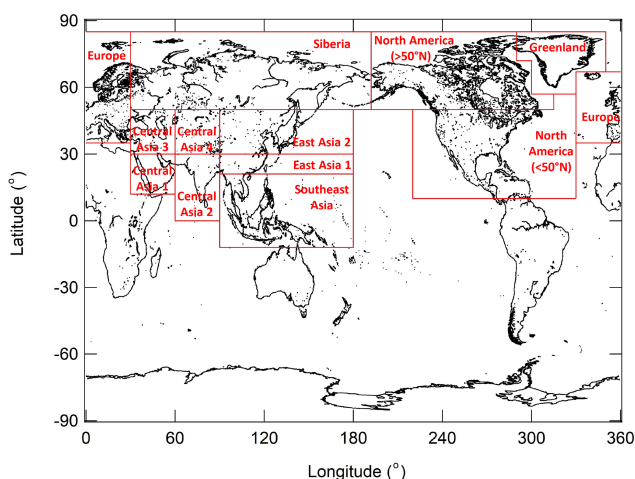 90
60
30
0
-30
-60
-90
Latitude (°)
0
60
120
180
240
300
360
Longitude (°)
Europe
Siberia
North America
(>50°N)
Greenland
Europe
Central
Asia 3
Central
Asia 4
East Asia 2
North
America
(<50°N)
Central
Asia 1
East Asia 1
Central
Asia 2
Southeast
Asia